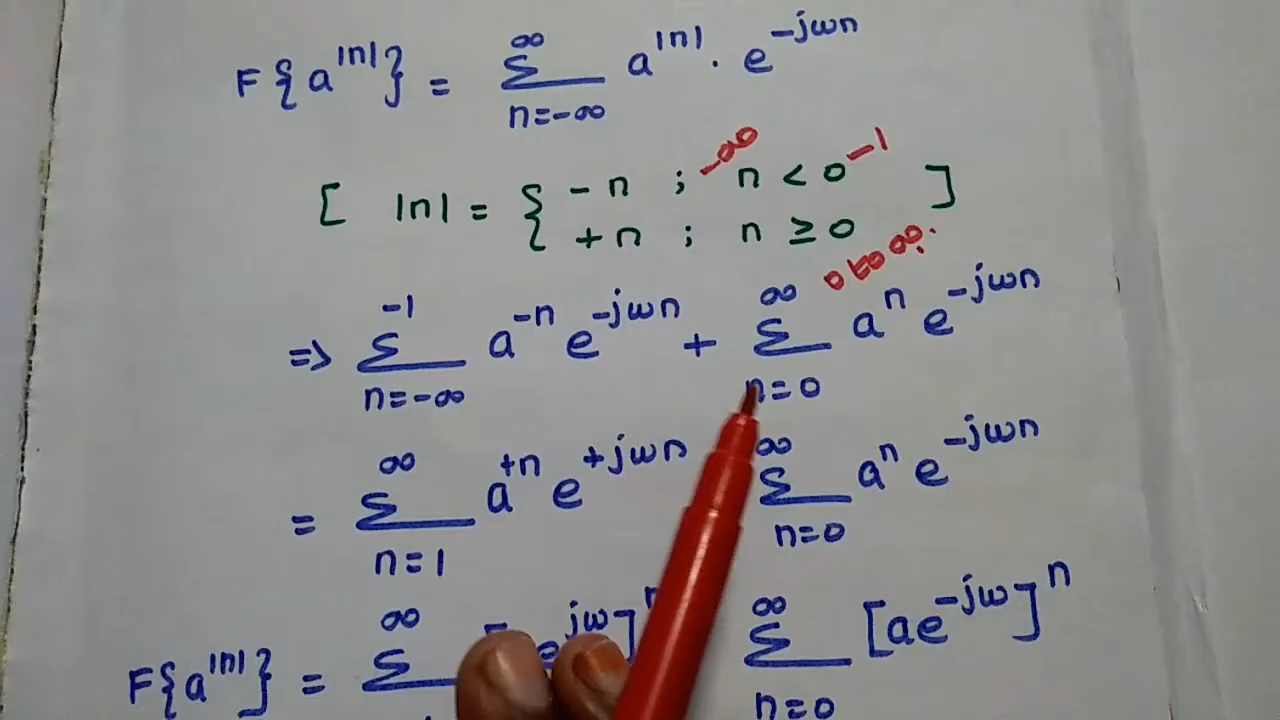 F{a^|n|} = Σ_{n=-∞}^{∞} a^|n| · e^{-jωn}
[ |n| = { -n ; -∞ n < 0 -1
+n ; n ≥ 0 ]
0 to ∞.
=> Σ_{n=-∞}^{-1} a^{-n} e^{-jωn} + Σ_{n=0}^{∞} a^n e^{-jωn}
= Σ_{n=1}^{∞} a^{+n} e^{+jωn} Σ_{n=0}^{∞} a^n e^{-jωn}
F{a^|n|} = Σ^{∞} e^{jω}]^n Σ_{n=0}^{∞} [ae^{-jω}]^n